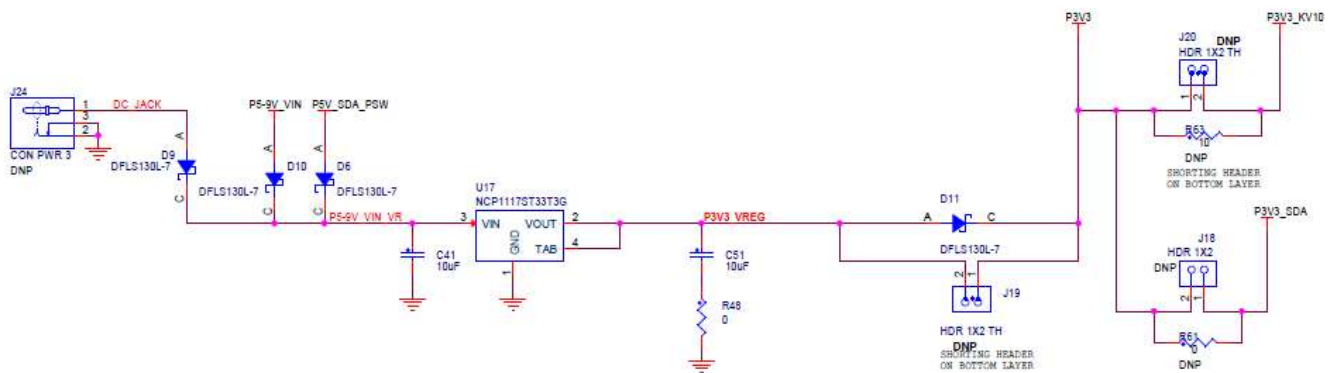 J24
CON PWR 3
DNP
1
3
2
DC_JACK
A
D9
DFLS130L-7
C
P5-9V_VIN
A
D10
DFLS130L-7
C
P5V_SDA_PSW
A
D6
DFLS130L-7
C
P5-9V_VIN_VR
C41
10uF
U17
NCP1117ST33T3G
3
VIN
VOUT
2
TAB
4
GND
1
P3V3_VREG
C51
10uF
R48
0
D11
A
C
DFLS130L-7
2
1
J19
HDR 1X2 TH
DNP
SHORTING HEADER
ON BOTTOM LAYER
P3V3
P3V3_KV10
J20
DNP
HDR 1X2 TH
1
2
R63
10
DNP
SHORTING HEADER
ON BOTTOM LAYER
P3V3_SDA
J18
HDR 1X2
DNP
2
1
R61
0
DNP